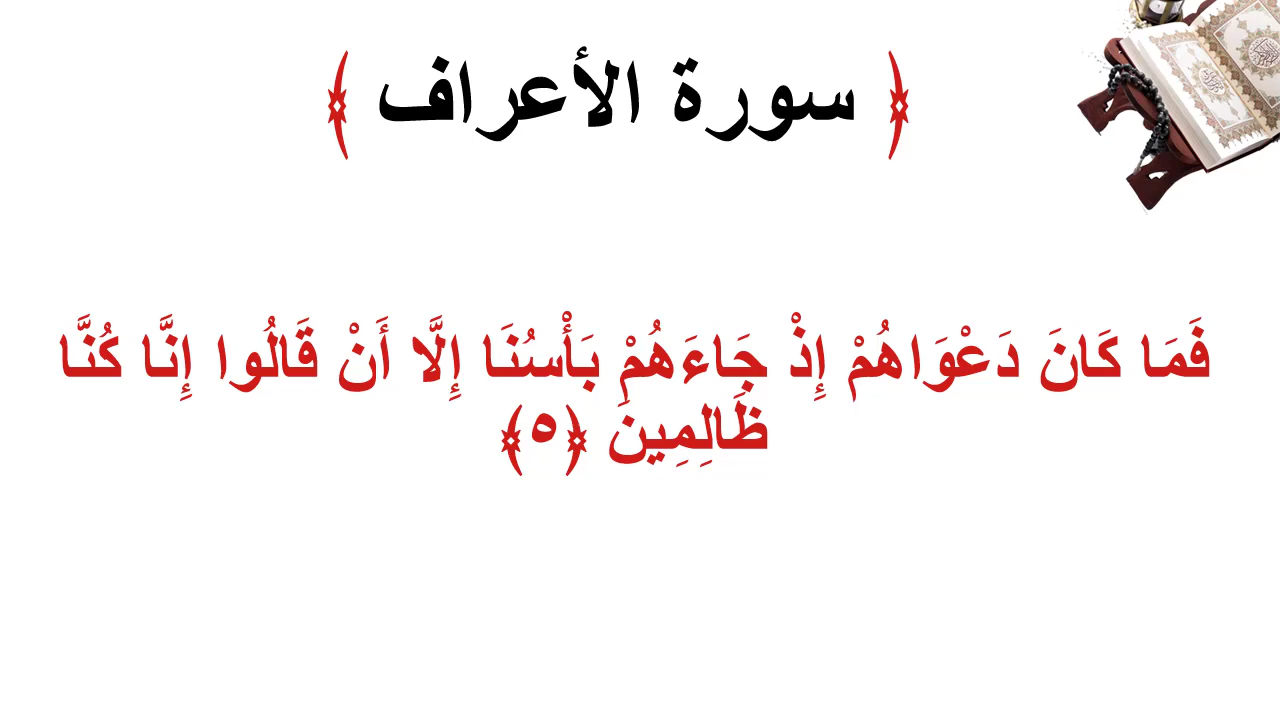 ﴿ سورة الأعراف ﴾
فَمَا كَانَ دَعْوَاهُمْ إِذْ جَاءَهُمْ بَأْسُنَا إِلَّا أَنْ قَالُوا إِنَّا كُنَّا
ظَالِمِينَ ﴿٥﴾